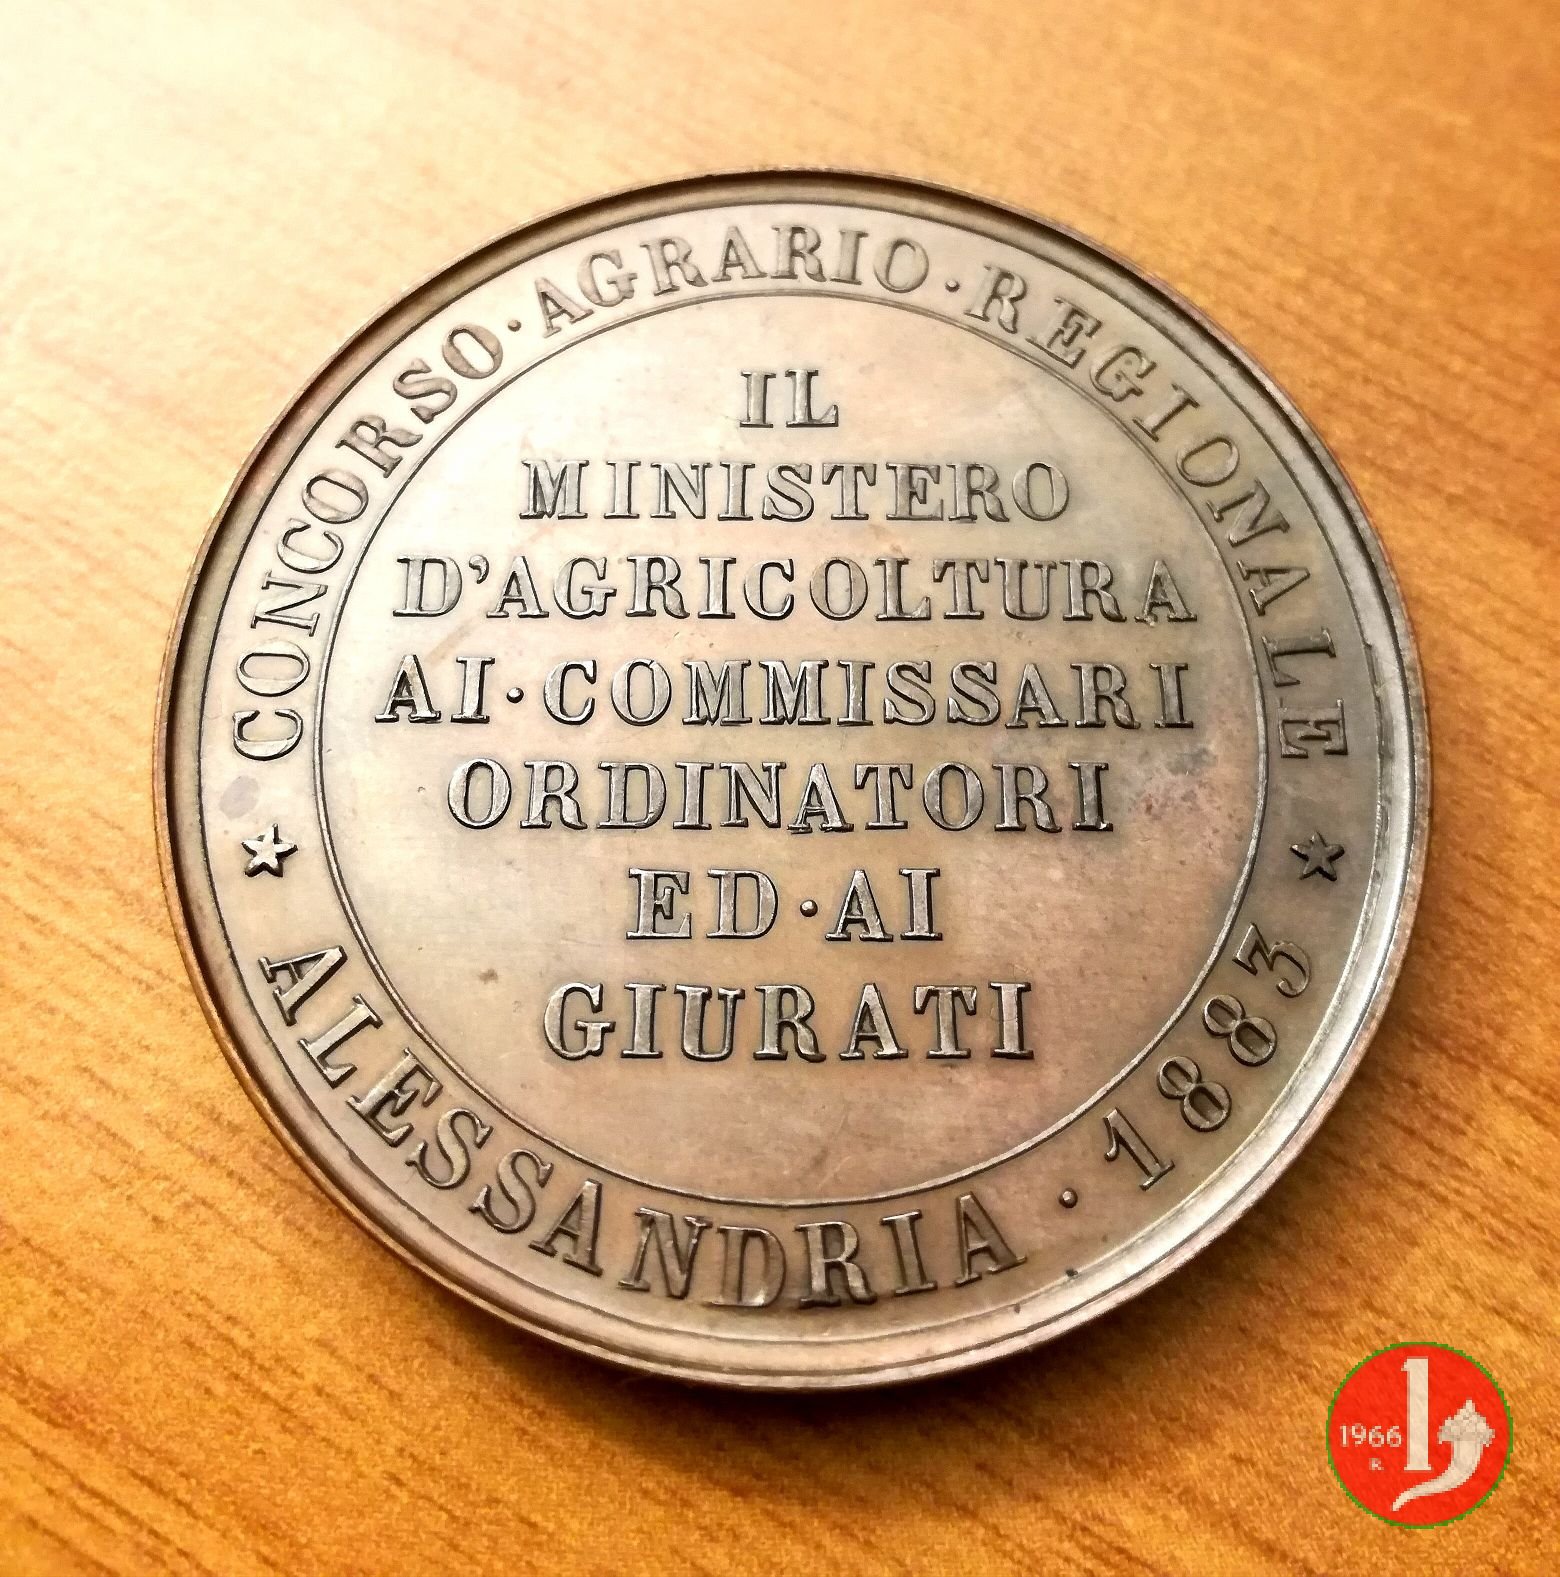 CONCORSO · AGRARIO · REGIONALE
IL
MINISTERO
D'AGRICOLTURA
AI · COMMISSARI
ORDINATORI
ED · AI
GIURATI
ALESSANDRIA · 1883
1966
R